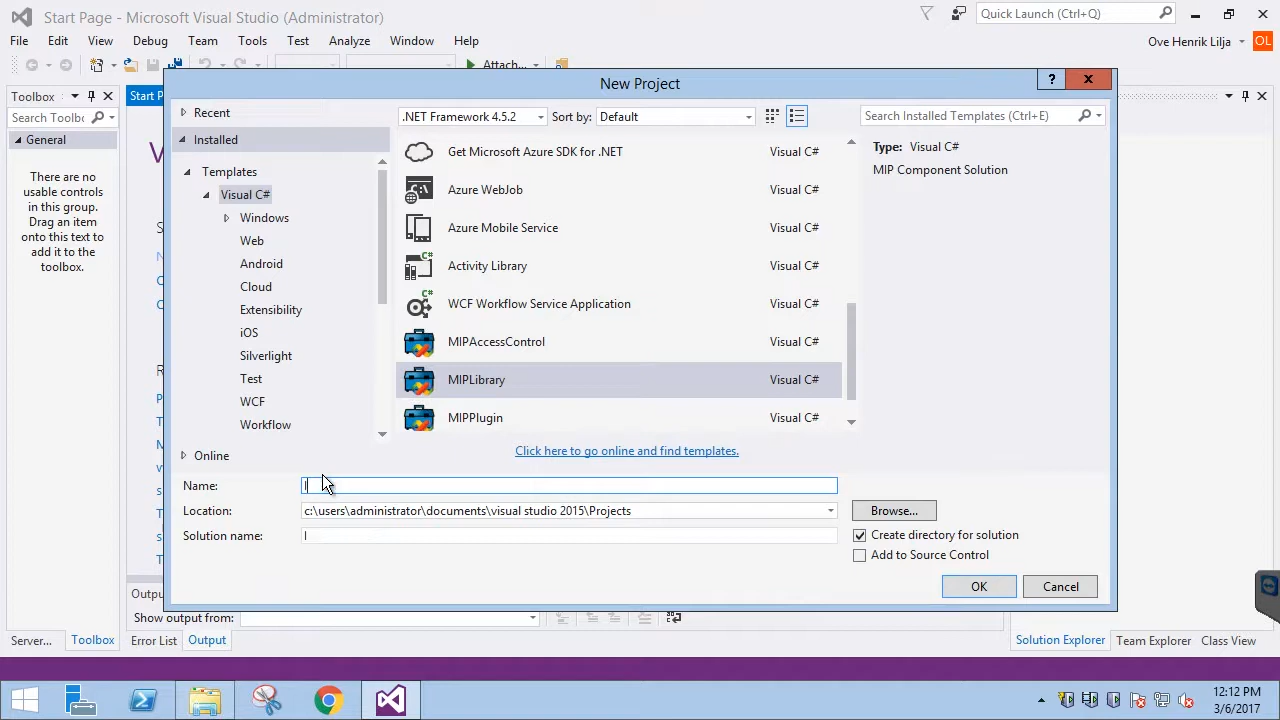 Start Page - Microsoft Visual Studio (Administrator)
Quick Launch (Ctrl+Q)
File Edit View Debug Team Tools Test Analyze Window Help
Ove Henrik Lilja OL
Attach...
Toolbox
Start P
New Project
?
Search Toolbo
General
There are no
usable controls
in this group.
Drag an item
onto this text to
add it to the
toolbox.
Recent
Installed
Templates
Visual C#
Windows
Web
Android
Cloud
Extensibility
iOS
Silverlight
Test
WCF
Workflow
Online
.NET Framework 4.5.2
Sort by: Default
Search Installed Templates (Ctrl+E)
Get Microsoft Azure SDK for .NET Visual C#
Azure WebJob Visual C#
Azure Mobile Service Visual C#
Activity Library Visual C#
WCF Workflow Service Application Visual C#
MIPAccessControl Visual C#
MIPLibrary Visual C#
MIPPlugin Visual C#
Type: Visual C#
MIP Component Solution
Click here to go online and find templates.
Name: l
Location: c:\users\administrator\documents\visual studio 2015\Projects
Browse...
Solution name: l
Create directory for solution
Add to Source Control
OK Cancel
Outpu
Show output from:
Server... Toolbox Error List Output
Solution Explorer Team Explorer Class View
12:12 PM
3/6/2017